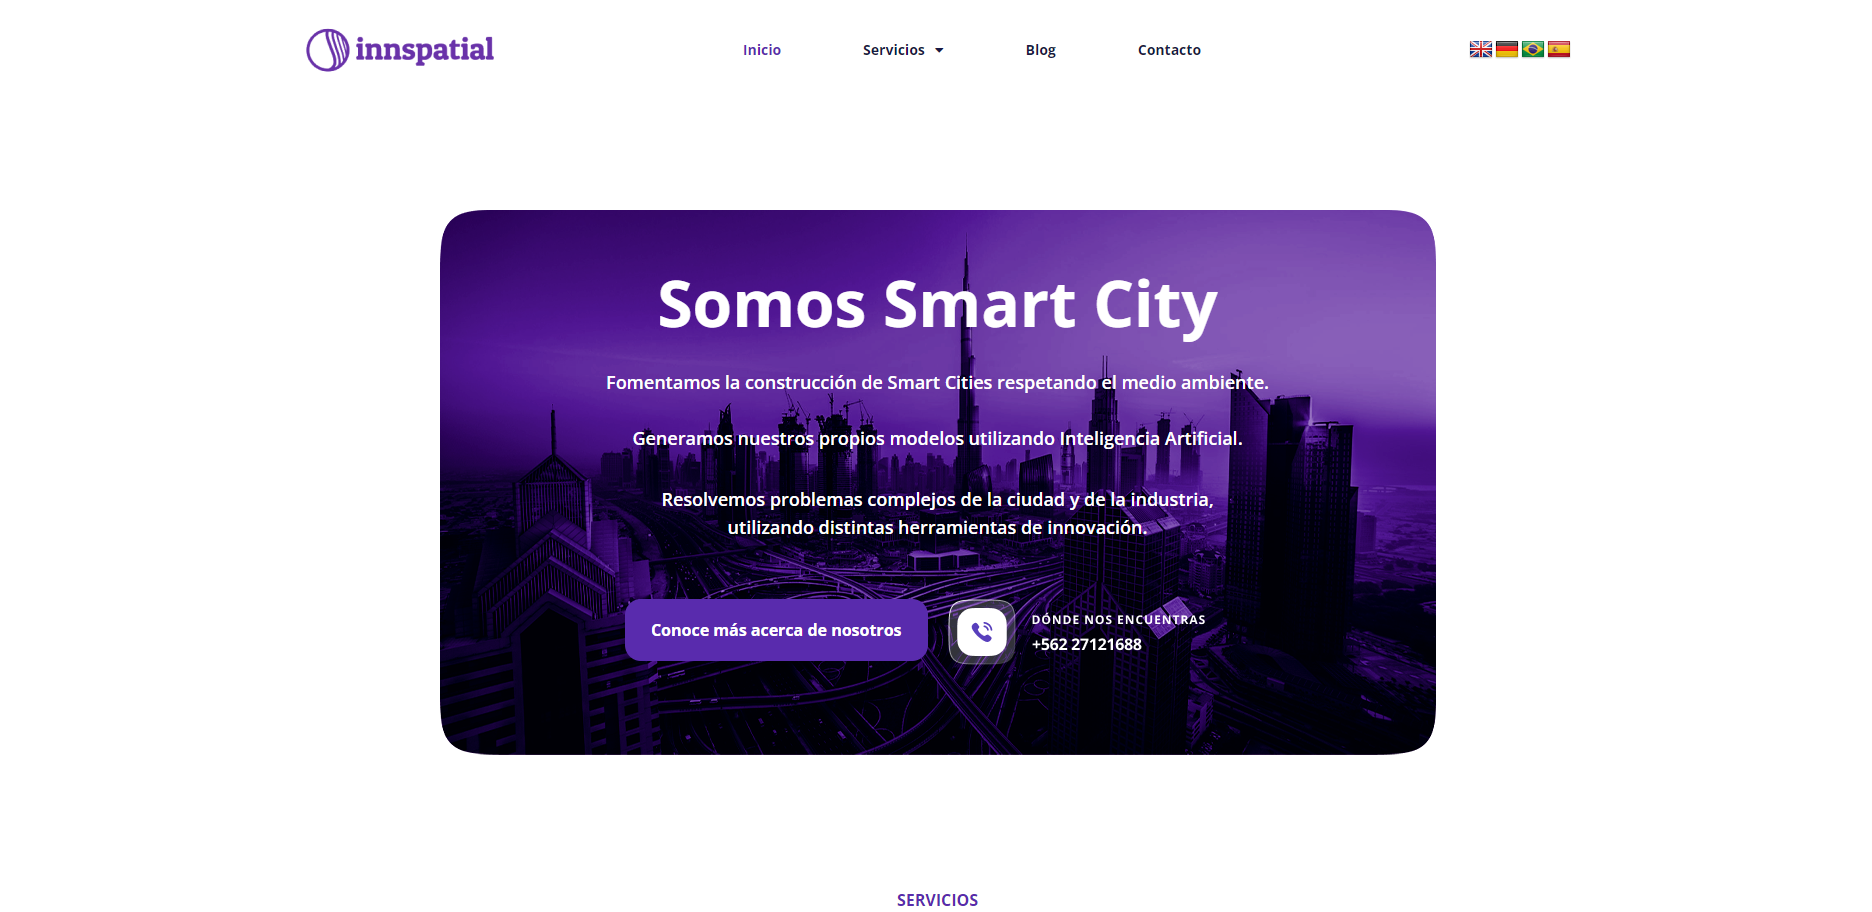 innspatial
Inicio
Servicios
Blog
Contacto
Somos Smart City
Fomentamos la construcción de Smart Cities respetando el medio ambiente.
Generamos nuestros propios modelos utilizando Inteligencia Artificial.
Resolvemos problemas complejos de la ciudad y de la industria,
utilizando distintas herramientas de innovación.
Conoce más acerca de nosotros
DÓNDE NOS ENCUENTRAS
+562 27121688
SERVICIOS